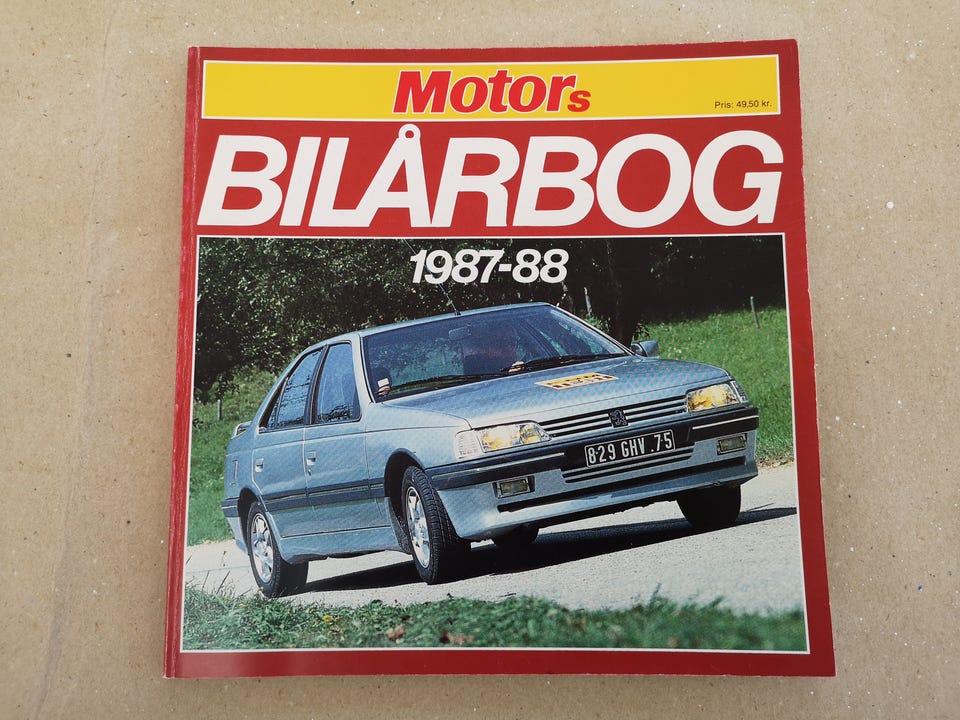 Motors
Pris: 49,50 kr.
BILÅRBOG
1987-88
829 GHV .75